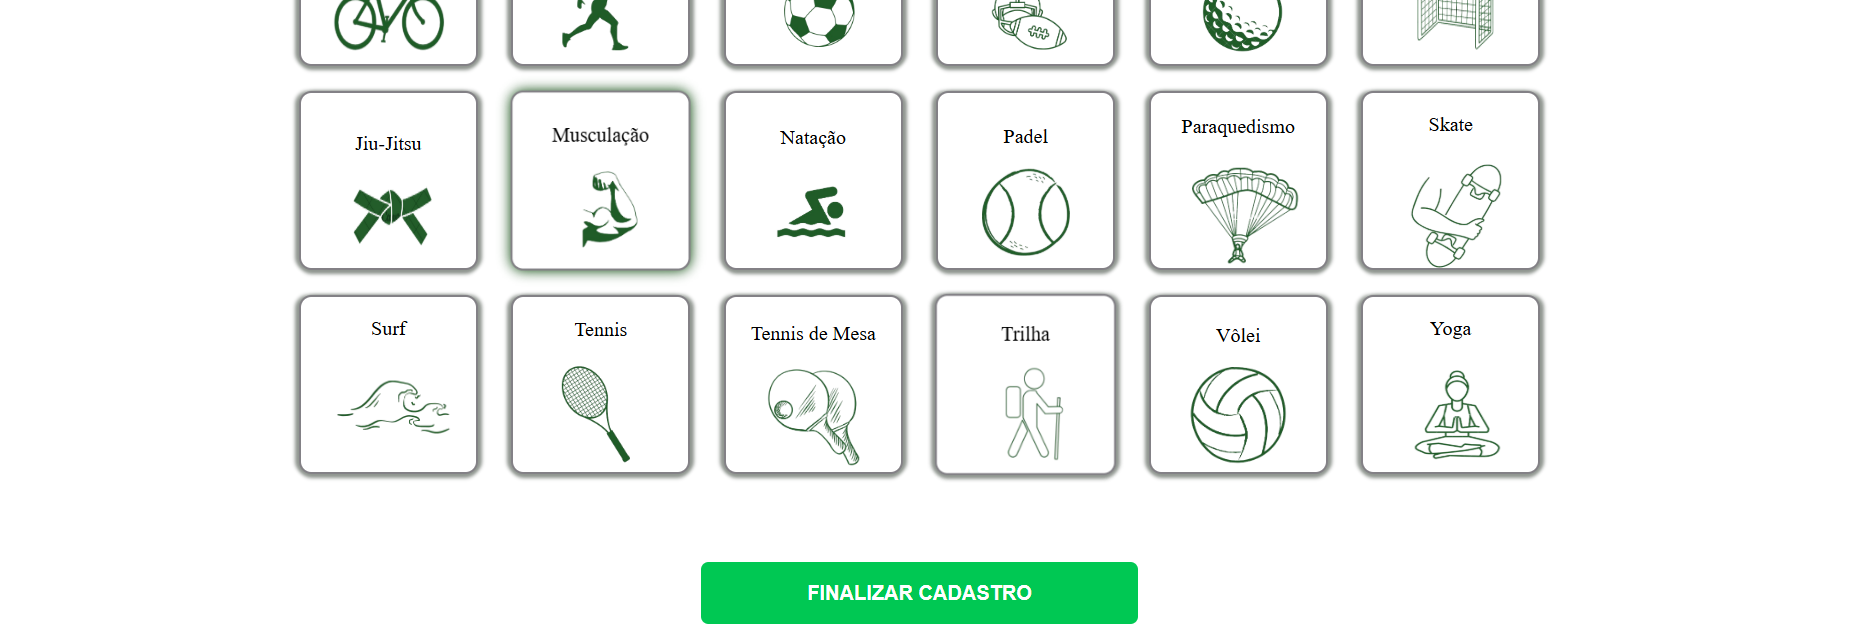 Jiu-Jitsu
Musculação
Natação
Padel
Paraquedismo
Skate
Surf
Tennis
Tennis de Mesa
Trilha
Vôlei
Yoga
FINALIZAR CADASTRO